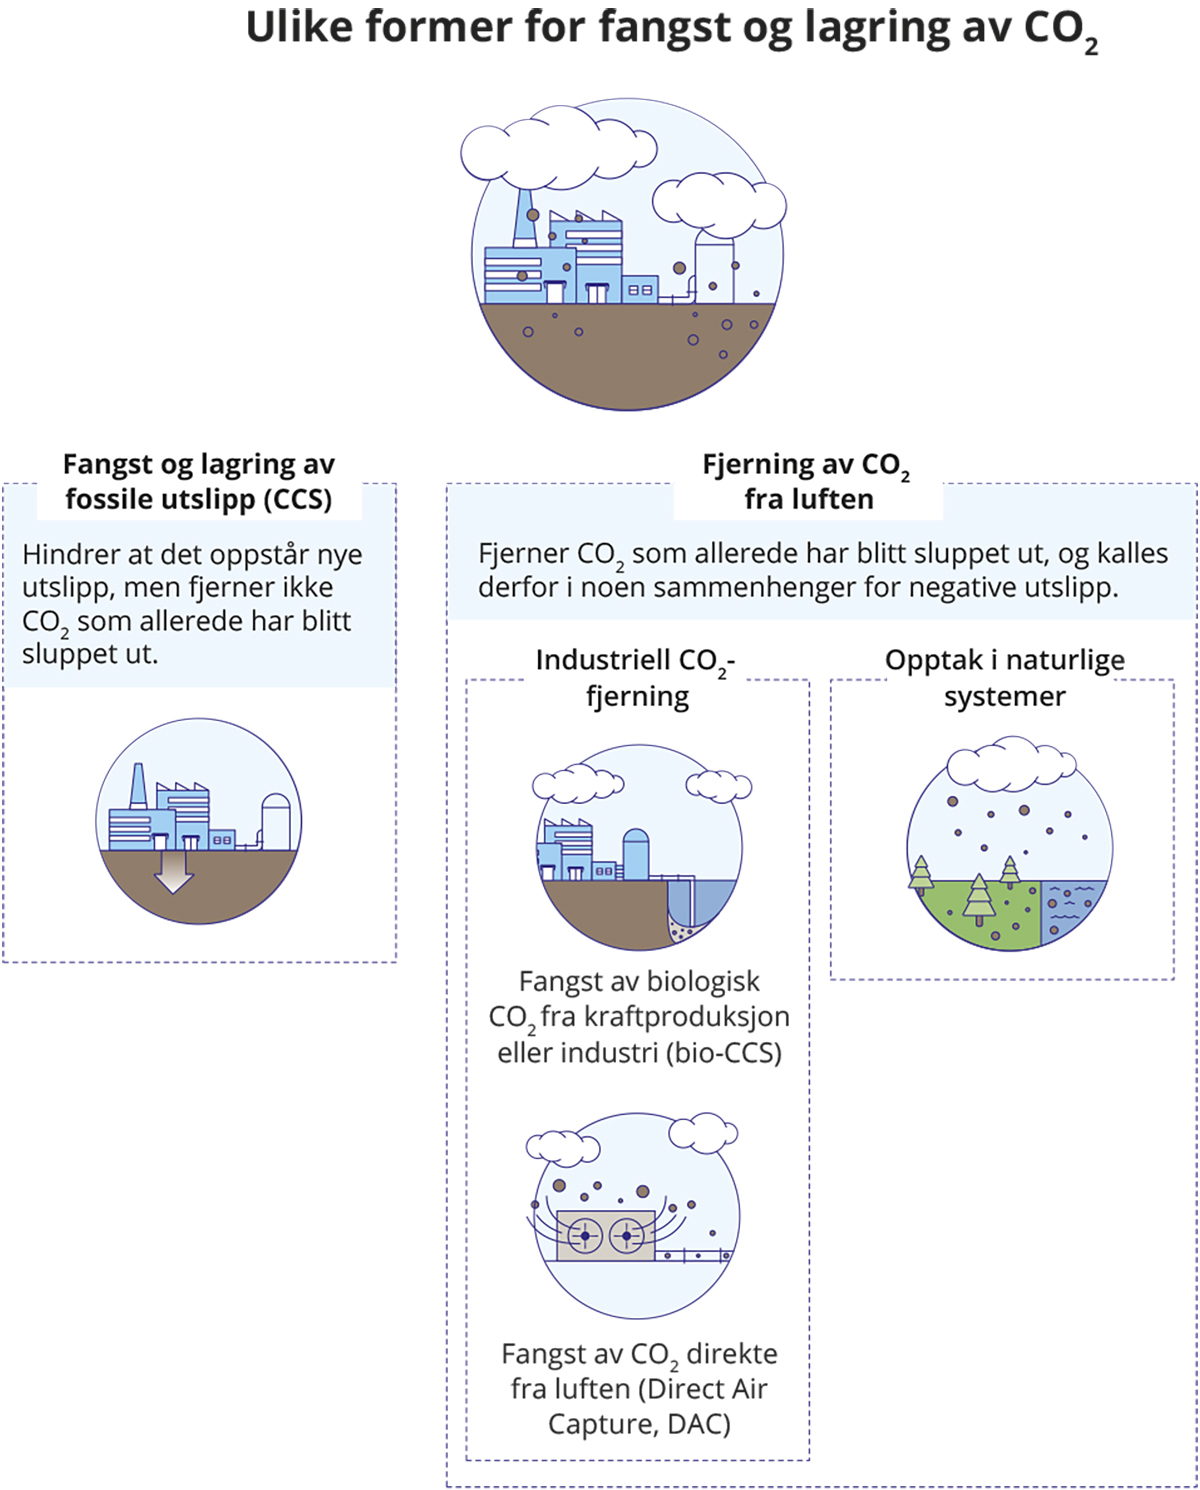 Ulike former for fangst og lagring av CO₂
Fangst og lagring av
fossile utslipp (CCS)
Hindrer at det oppstår nye
utslipp, men fjerner ikke
CO₂ som allerede har blitt
sluppet ut.
Fjerning av CO₂
fra luften
Fjerner CO₂ som allerede har blitt sluppet ut, og kalles
derfor i noen sammenhenger for negative utslipp.
Industriell CO₂-
fjerning
Fangst av biologisk
CO₂ fra kraftproduksjon
eller industri (bio-CCS)
Fangst av CO₂ direkte
fra luften (Direct Air
Capture, DAC)
Opptak i naturlige
systemer